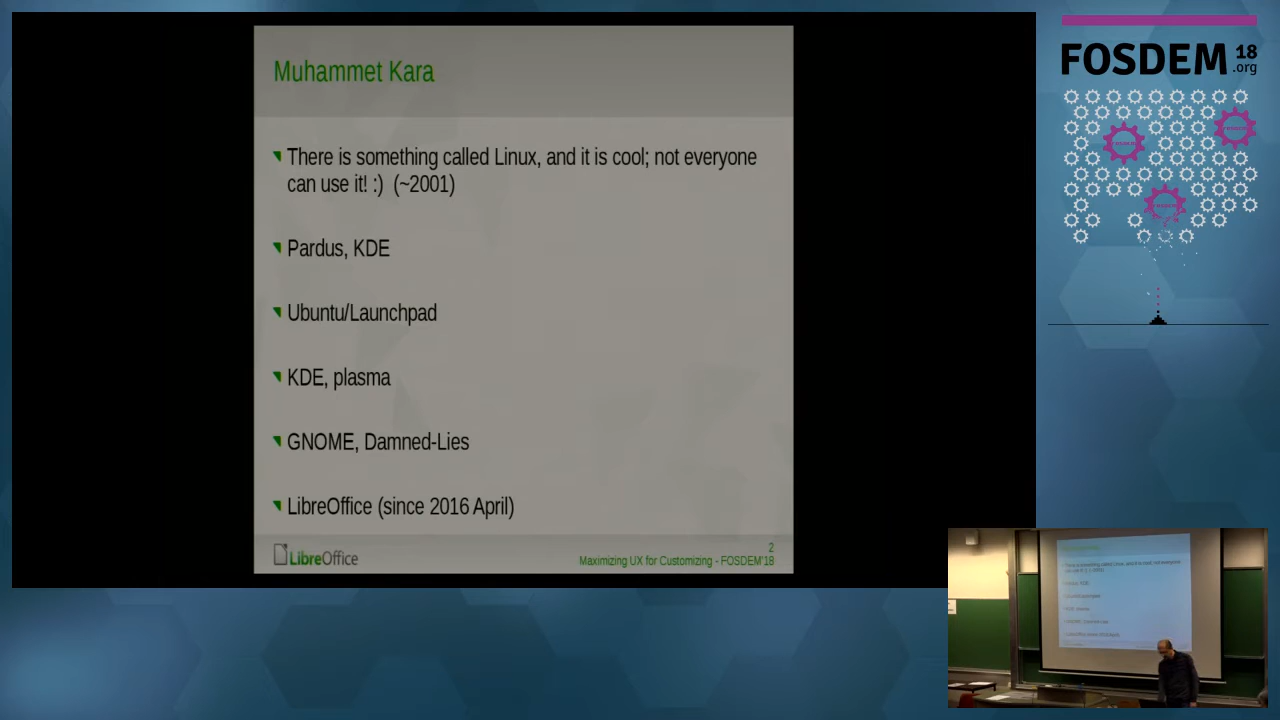 Muhammet Kara
There is something called Linux, and it is cool; not everyone
can use it! :) (~2001)
Pardus, KDE
Ubuntu/Launchpad
KDE, plasma
GNOME, Damned-Lies
LibreOffice (since 2016 April)
LibreOffice
2
Maximizing UX for Customizing - FOSDEM'18
FOSDEM 18
.org